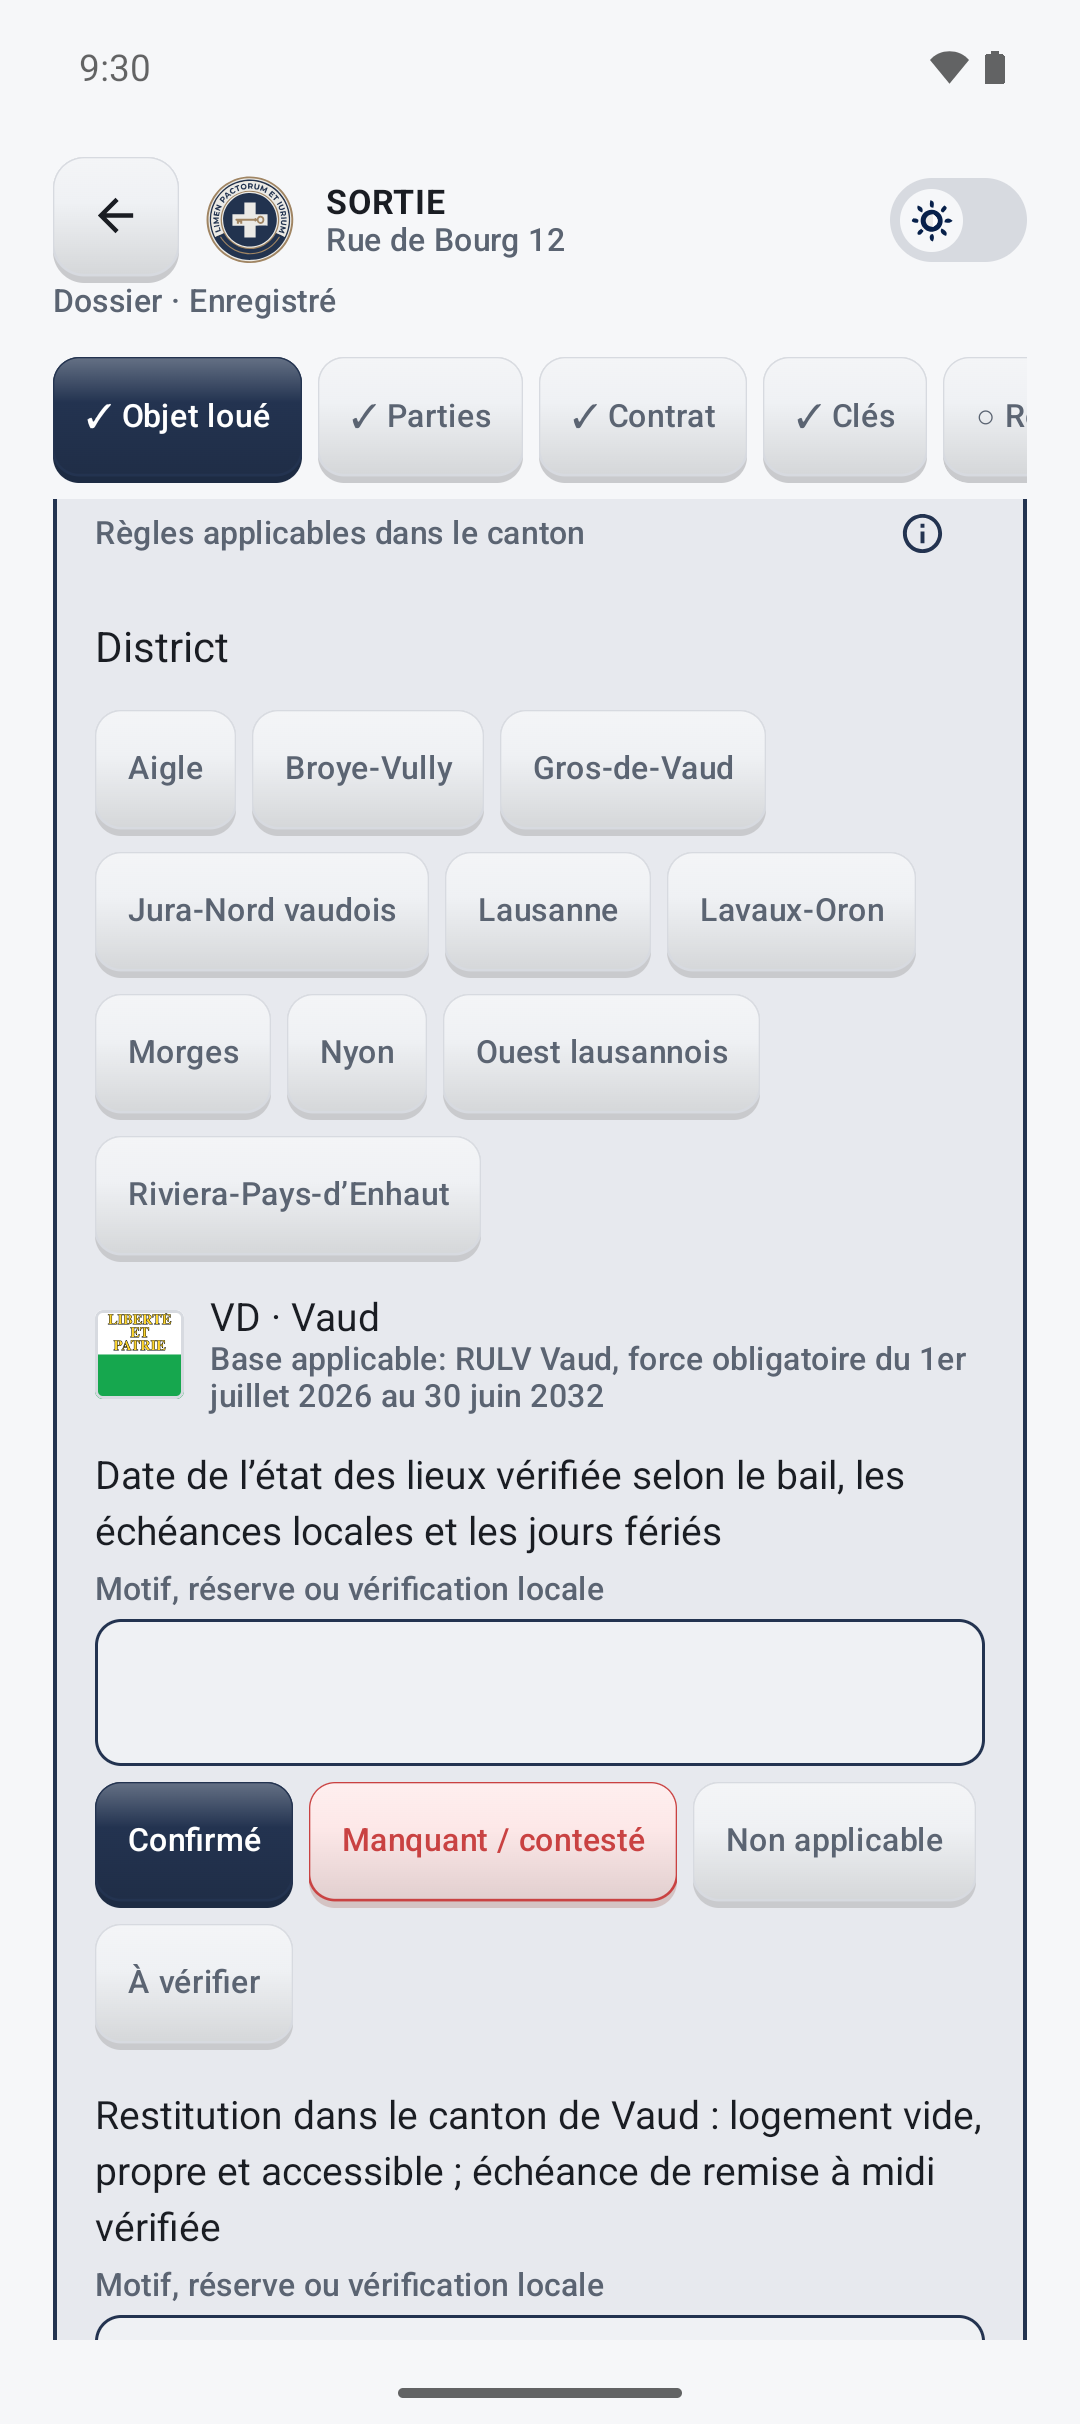 9:30
LIMEN PACTORUM ET IURIUM
SORTIE
Rue de Bourg 12
Dossier · Enregistré
✓ Objet loué
✓ Parties
✓ Contrat
✓ Clés
○ R
Règles applicables dans le canton
District
Aigle
Broye-Vully
Gros-de-Vaud
Jura-Nord vaudois
Lausanne
Lavaux-Oron
Morges
Nyon
Ouest lausannois
Riviera-Pays-d’Enhaut
LIBERTÉ
ET
PATRIE
VD · Vaud
Base applicable: RULV Vaud, force obligatoire du 1er
juillet 2026 au 30 juin 2032
Date de l’état des lieux vérifiée selon le bail, les
échéances locales et les jours fériés
Motif, réserve ou vérification locale
Confirmé
Manquant / contesté
Non applicable
À vérifier
Restitution dans le canton de Vaud : logement vide,
propre et accessible ; échéance de remise à midi
vérifiée
Motif, réserve ou vérification locale